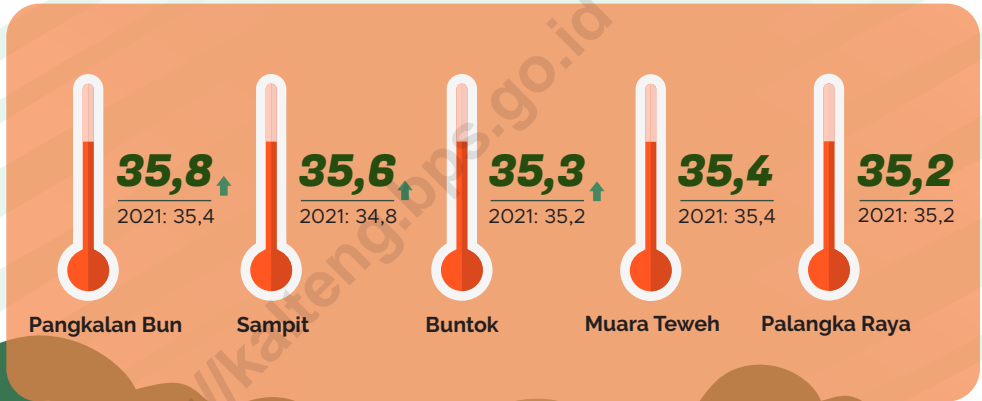 35,8
2021: 35,4
Pangkalan Bun
35,6
2021: 34,8
Sampit
35,3
2021: 35,2
Buntok
35,4
2021: 35,4
Muara Teweh
35,2
2021: 35,2
Palangka Raya
//kalteng.bps.go.id